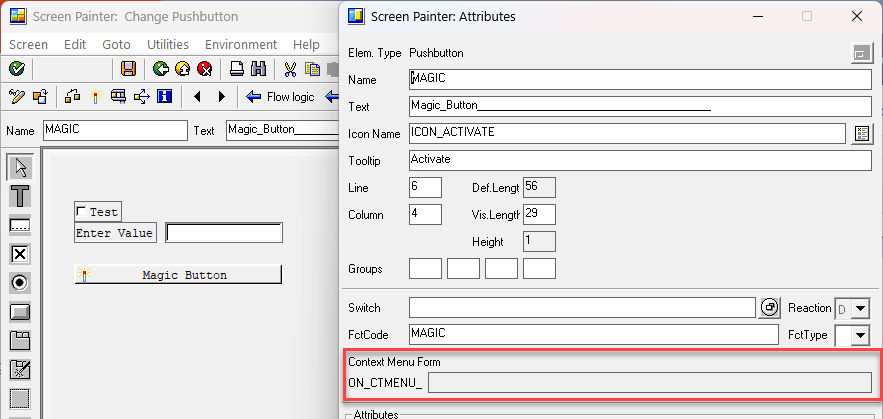 Screen Painter: Change Pushbutton
Screen Edit Goto Utilities Environment Help
Flow logic
Name MAGIC Text Magic_Button________
Test
Enter Value
Magic Button
Screen Painter: Attributes
Elem. Type Pushbutton
Name MAGIC
Text Magic_Button____________________________________________
Icon Name ICON_ACTIVATE
Tooltip Activate
Line 6 Def.Lengt 56
Column 4 Vis.Length 29
Height 1
Groups
Switch Reaction D
FctCode MAGIC FctType
Context Menu Form
ON_CTMENU_
Attributes